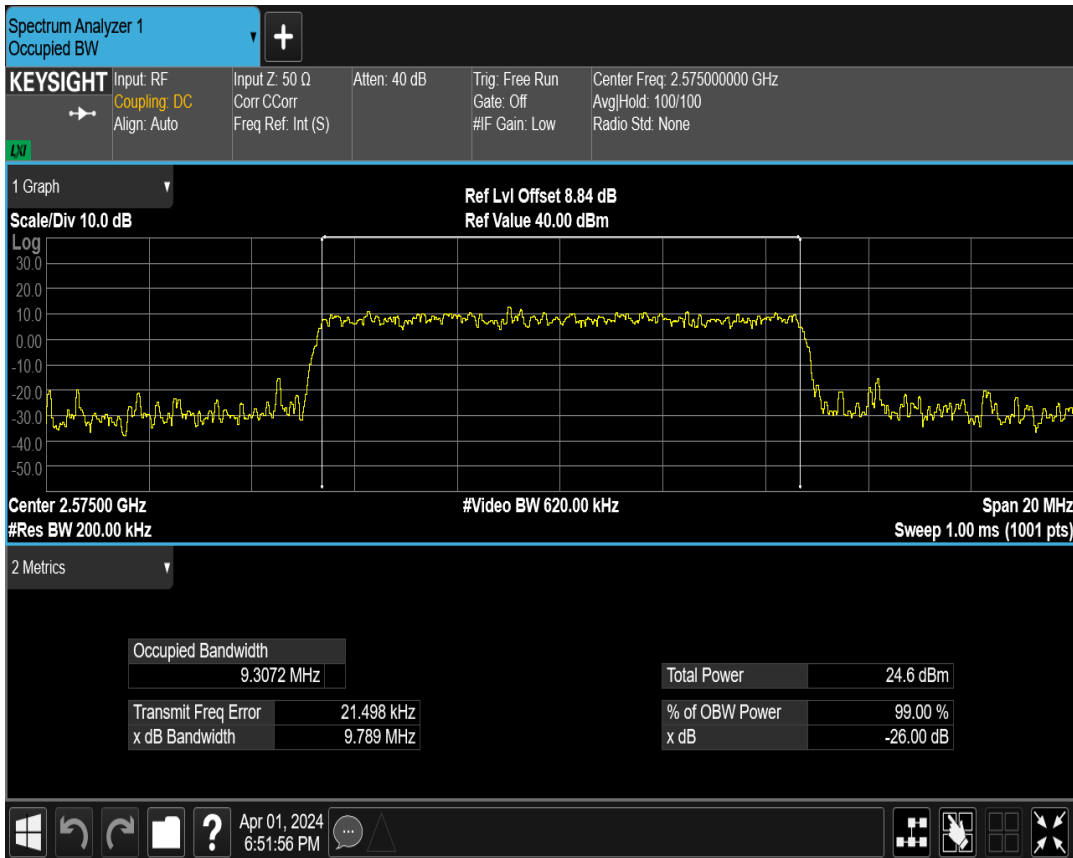 Spectrum Analyzer 1
Occupied BW
KEYSIGHT
LXI
Input: RF
Coupling: DC
Align: Auto
Input Z: 50 Ω
Corr CCorr
Freq Ref: Int (S)
Atten: 40 dB
Trig: Free Run
Gate: Off
#IF Gain: Low
Center Freq: 2.575000000 GHz
Avg|Hold: 100/100
Radio Std: None
1 Graph
Scale/Div 10.0 dB
Ref Lvl Offset 8.84 dB
Ref Value 40.00 dBm
Log
30.0
20.0
10.0
0.00
-10.0
-20.0
-30.0
-40.0
-50.0
Center 2.57500 GHz
#Res BW 200.00 kHz
#Video BW 620.00 kHz
Span 20 MHz
Sweep 1.00 ms (1001 pts)
2 Metrics
Occupied Bandwidth
9.3072 MHz
Transmit Freq Error 21.498 kHz
x dB Bandwidth 9.789 MHz
Total Power 24.6 dBm
% of OBW Power 99.00 %
x dB -26.00 dB
Apr 01, 2024
6:51:56 PM